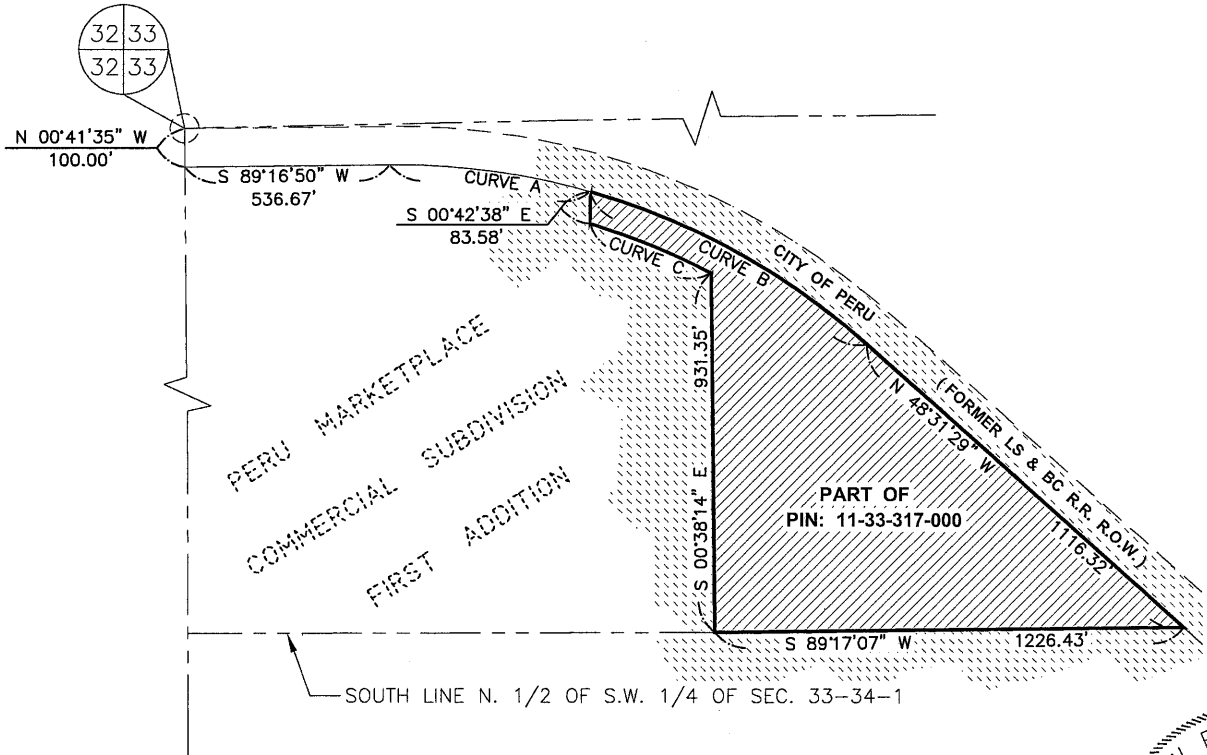 32 33
32 33
N 00°41'35" W
100.00'
S 89°16'50" W
536.67'
CURVE A
S 00°42'38" E
83.58'
CURVE C
CURVE B
CITY OF PERU
(FORMER LS & BC R.R. R.O.W.)
N 48°31'29" W
1116.32'
931.35'
S 00°38'14" E
PERU MARKETPLACE
COMMERCIAL SUBDIVISION
FIRST ADDITION
PART OF
PIN: 11-33-317-000
S 89°17'07" W
1226.43'
SOUTH LINE N. 1/2 OF S.W. 1/4 OF SEC. 33-34-1